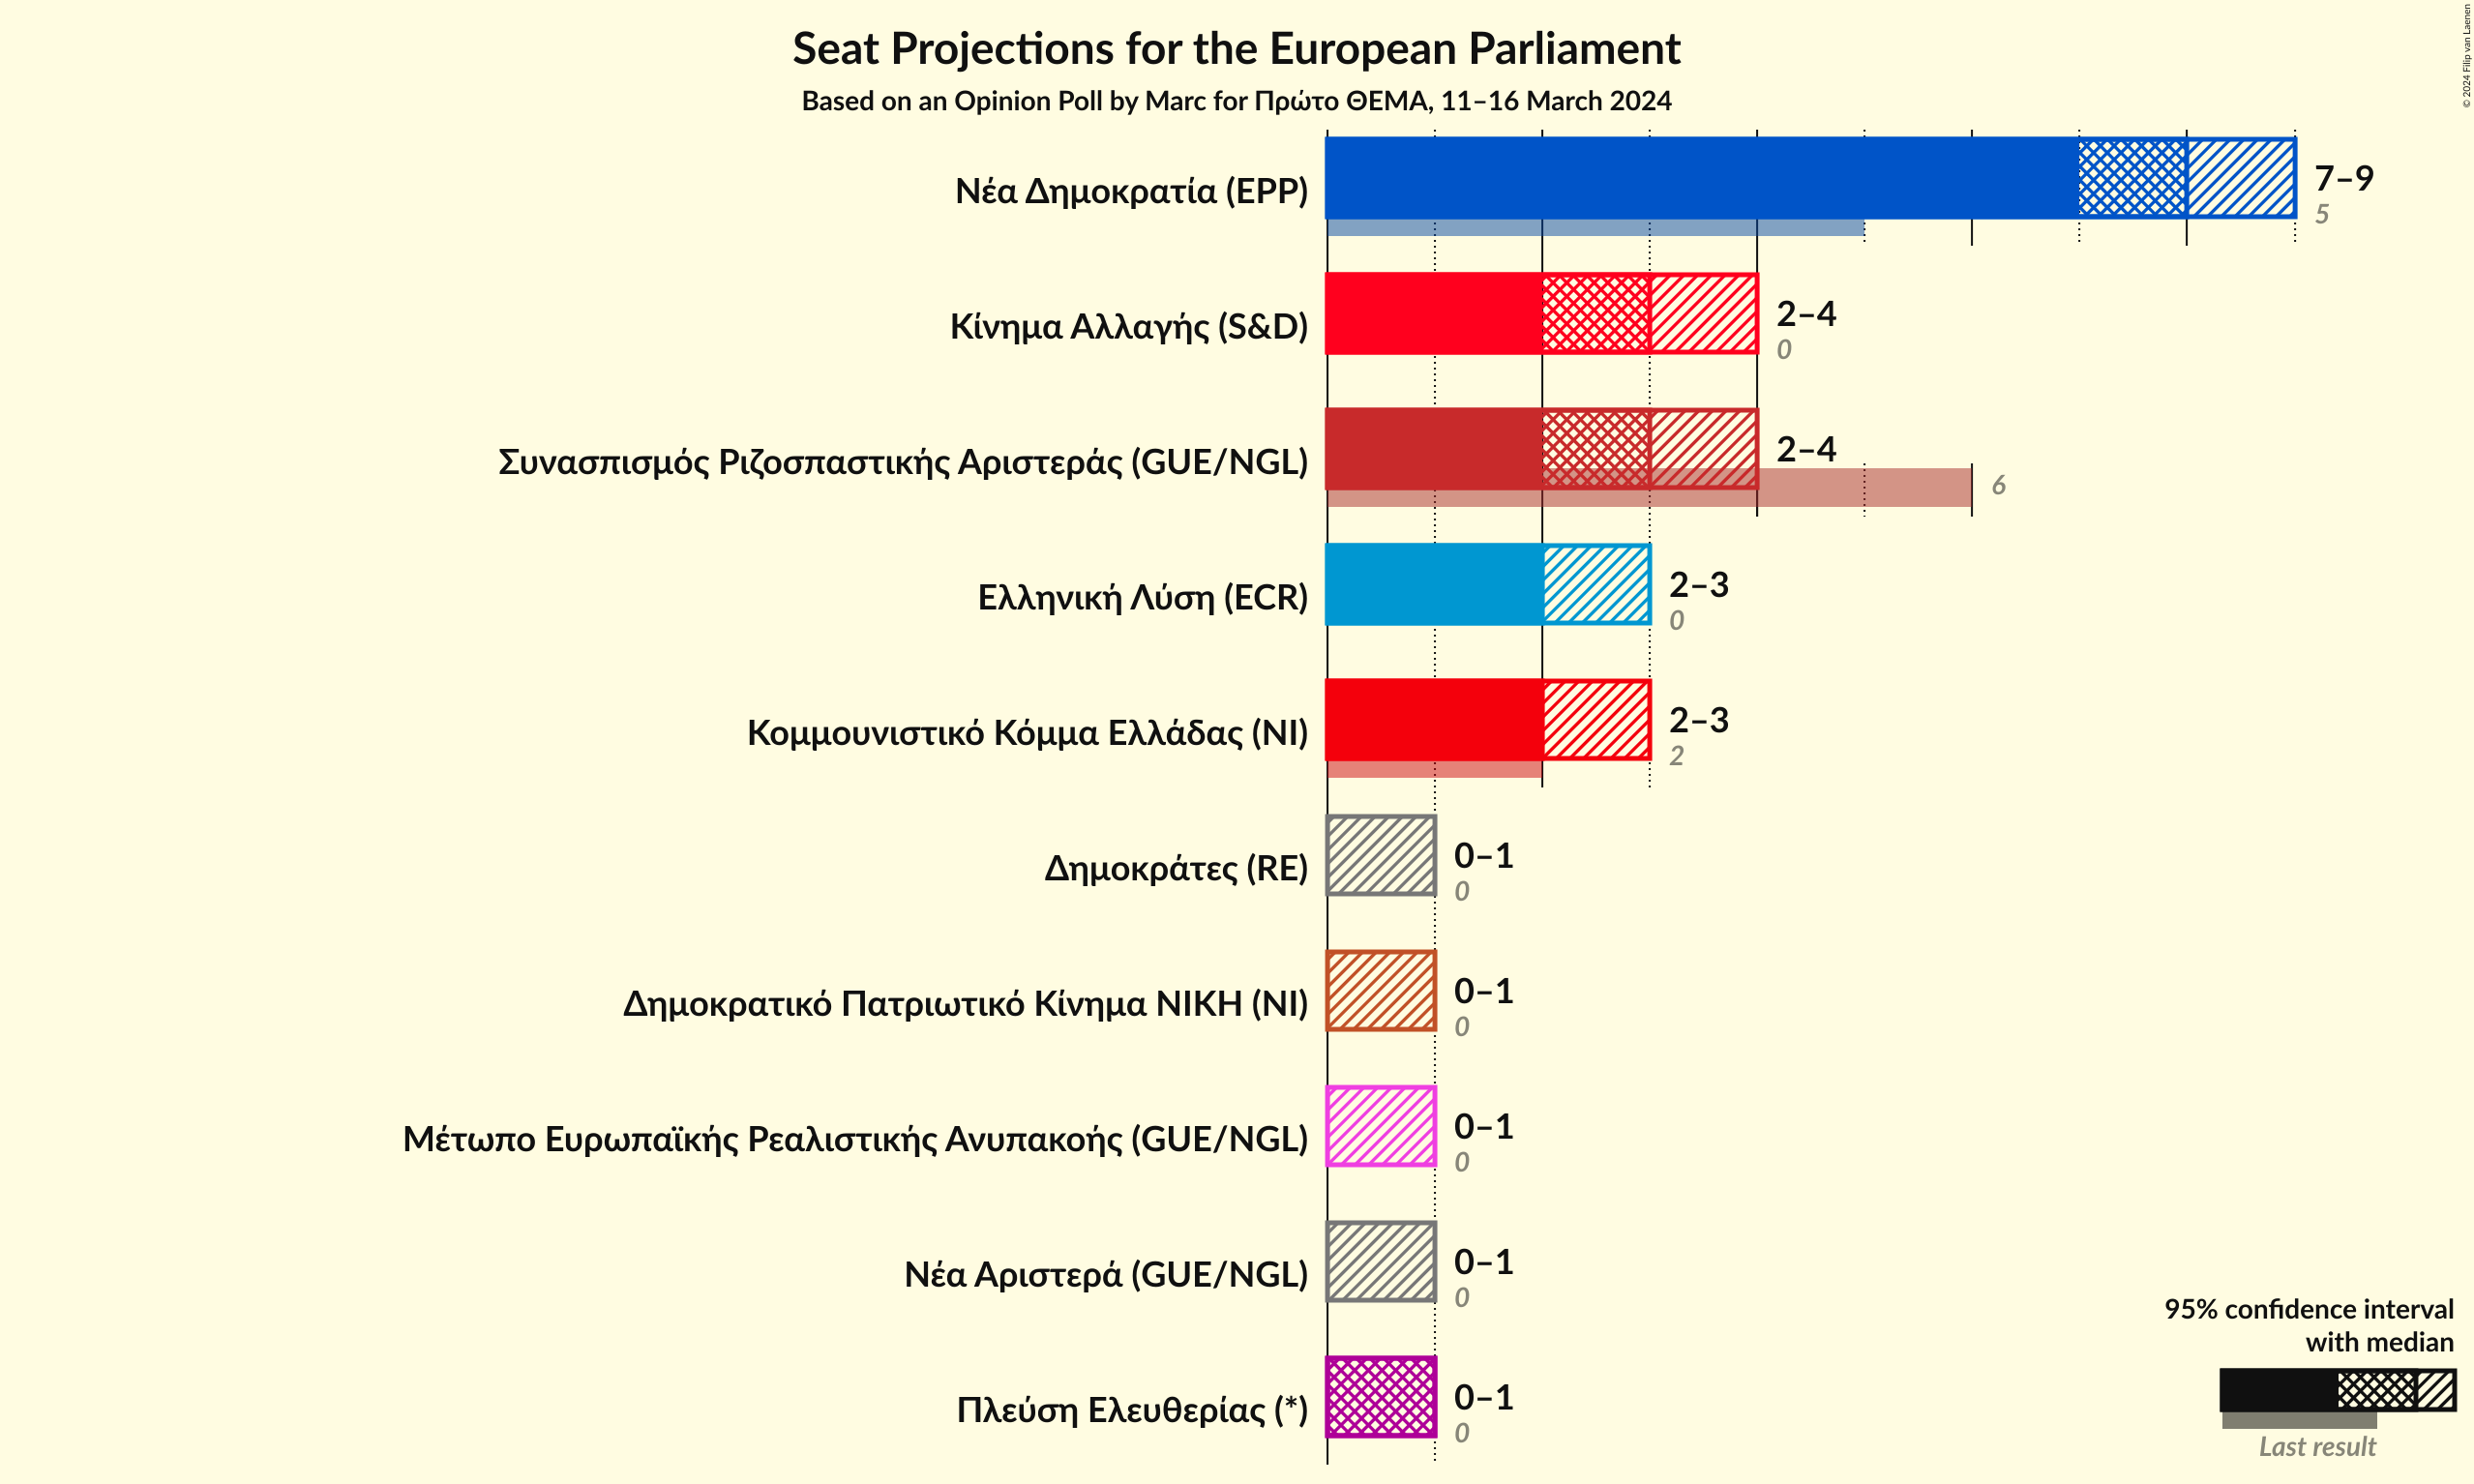 Seat Projections for the European Parliament
Based on an Opinion Poll by Marc for Πρώτο ΘΕΜΑ, 11–16 March 2024
© 2024 Filip van Laenen
Νέα Δημοκρατία (EPP)
7–9
5
Κίνημα Αλλαγής (S&D)
2–4
0
Συνασπισμός Ριζοσπαστικής Αριστεράς (GUE/NGL)
2–4
6
Ελληνική Λύση (ECR)
2–3
0
Κομμουνιστικό Κόμμα Ελλάδας (NI)
2–3
2
Δημοκράτες (RE)
0–1
0
Δημοκρατικό Πατριωτικό Κίνημα ΝΙΚΗ (NI)
0–1
0
Μέτωπο Ευρωπαϊκής Ρεαλιστικής Ανυπακοής (GUE/NGL)
0–1
0
Νέα Αριστερά (GUE/NGL)
0–1
0
Πλεύση Ελευθερίας (*)
0–1
0
95% confidence interval
with median
Last result